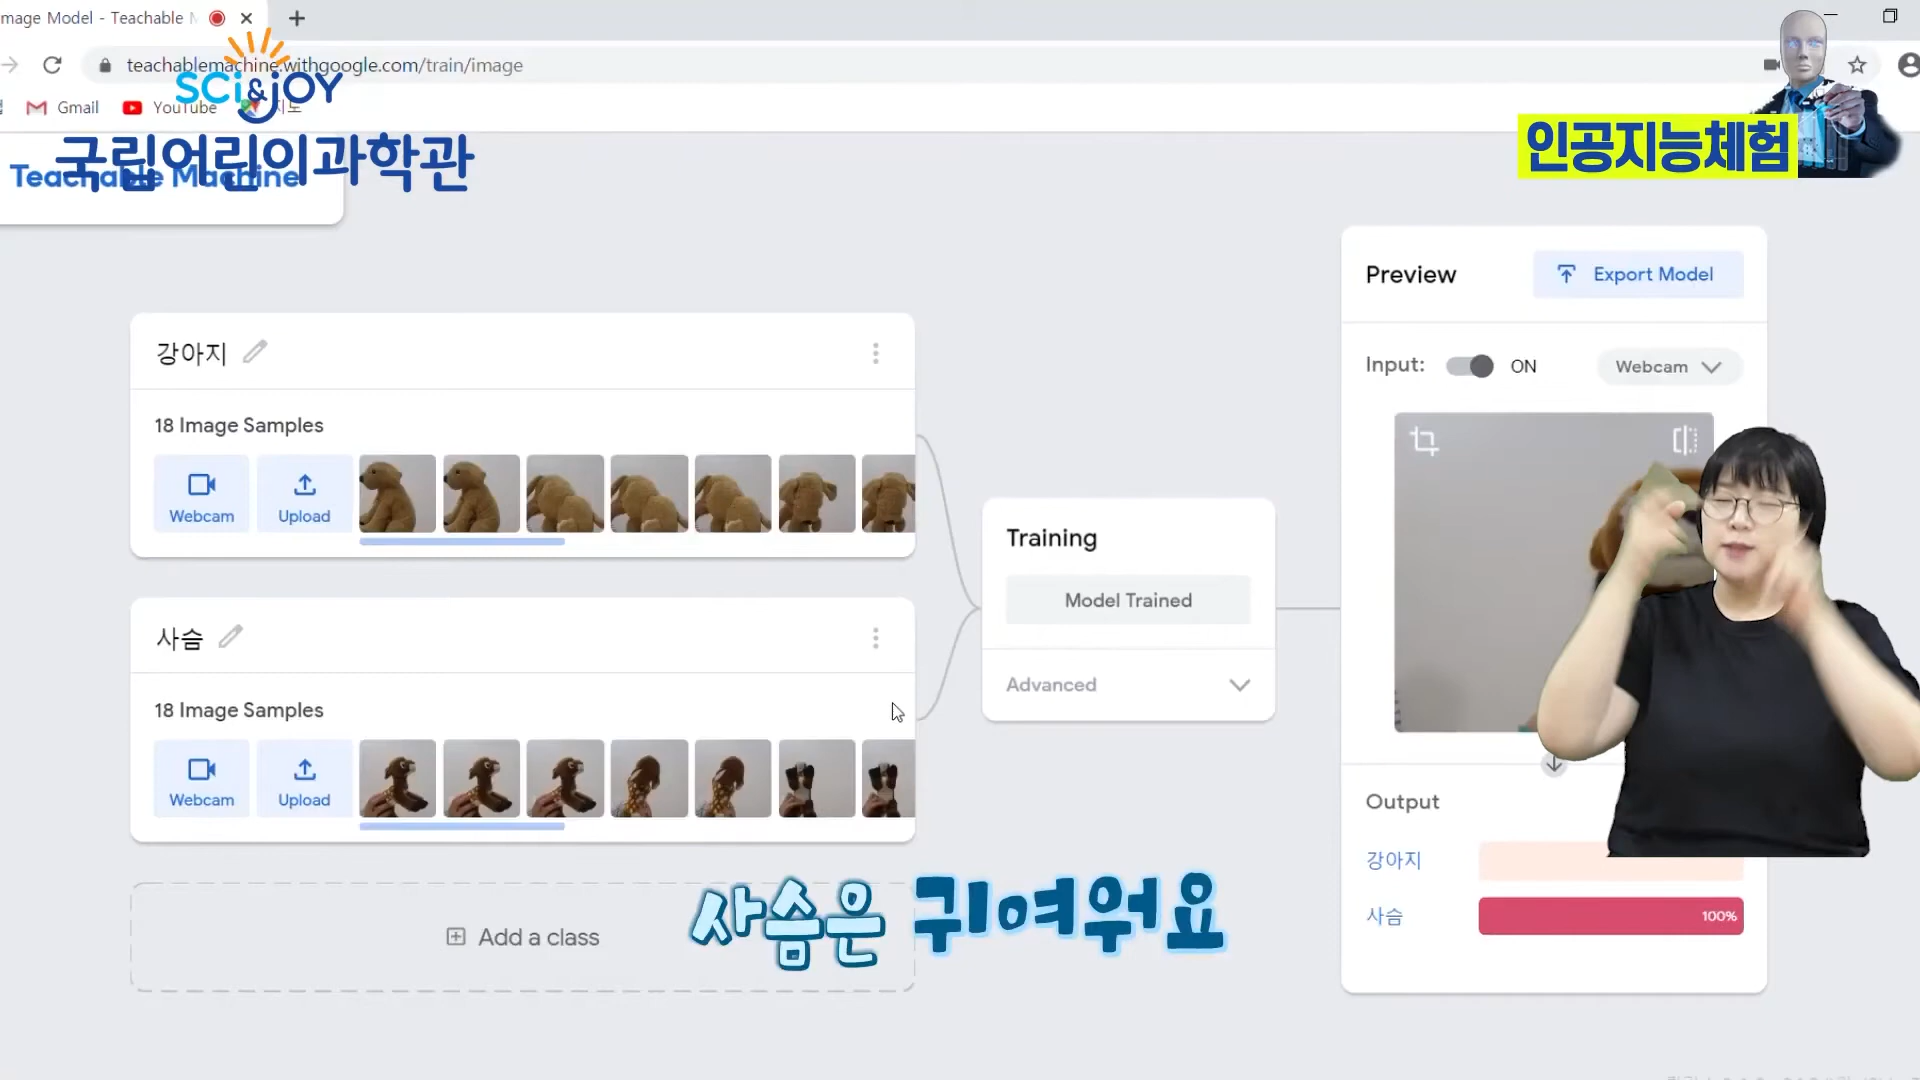 mage Model - Teachable M
teachablemachine.withgoogle.com/train/image
Gmail
YouTube
지도
SCi&JOY
국립어린이과학관
Teachable Machine
인공지능체험
강아지
18 Image Samples
Webcam
Upload
사슴
18 Image Samples
Webcam
Upload
Add a class
Training
Model Trained
Advanced
Preview
Export Model
Input:
ON
Webcam
Output
강아지
사슴
100%
사슴은 귀여워요